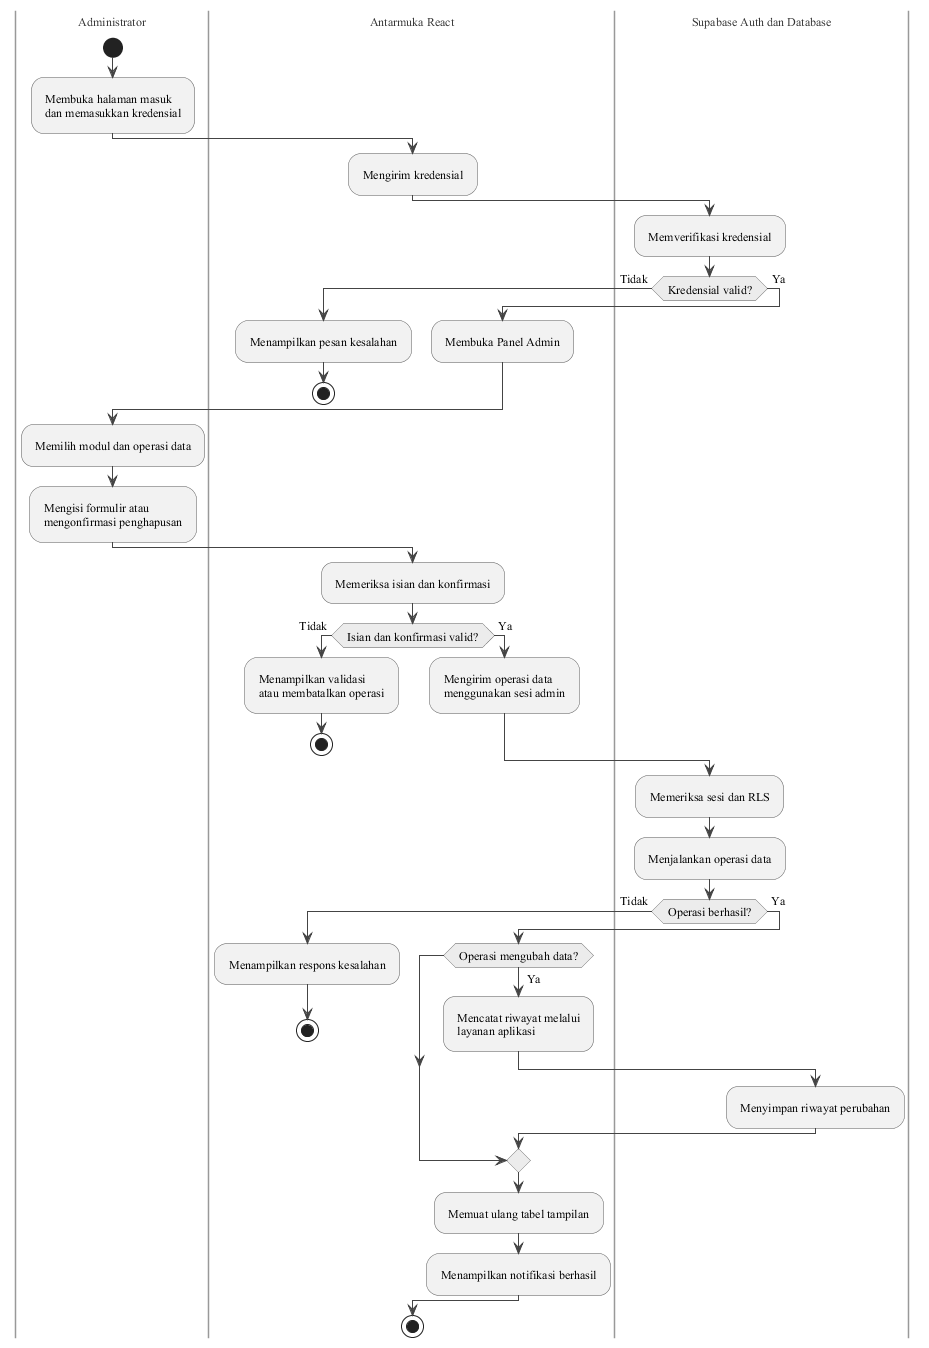 Administrator
Antarmuka React
Supabase Auth dan Database
Membuka halaman masuk
dan memasukkan kredensial
Mengirim kredensial
Memverifikasi kredensial
Tidak
Kredensial valid?
Ya
Menampilkan pesan kesalahan
Membuka Panel Admin
Memilih modul dan operasi data
Mengisi formulir atau
mengonfirmasi penghapusan
Memeriksa isian dan konfirmasi
Tidak
Isian dan konfirmasi valid?
Ya
Menampilkan validasi
atau membatalkan operasi
Mengirim operasi data
menggunakan sesi admin
Memeriksa sesi dan RLS
Menjalankan operasi data
Tidak
Operasi berhasil?
Ya
Menampilkan respons kesalahan
Operasi mengubah data?
Ya
Mencatat riwayat melalui
layanan aplikasi
Menyimpan riwayat perubahan
Memuat ulang tabel tampilan
Menampilkan notifikasi berhasil